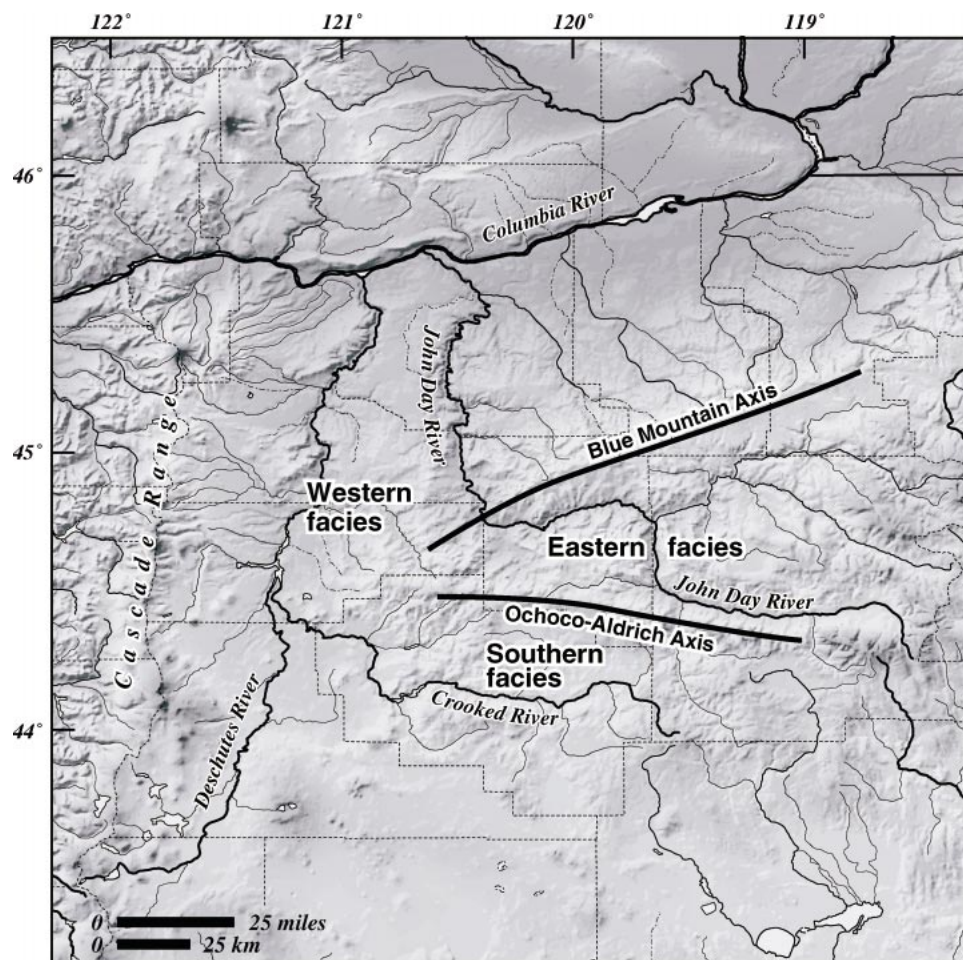 122°
121°
120°
119°
46°
Columbia River
John Day River
Blue Mountain Axis
45°
Cascade Range
Western
facies
Eastern facies
John Day River
Ochoco-Aldrich Axis
Southern
facies
Crooked River
44°
Deschutes River
0 25 miles
0 25 km